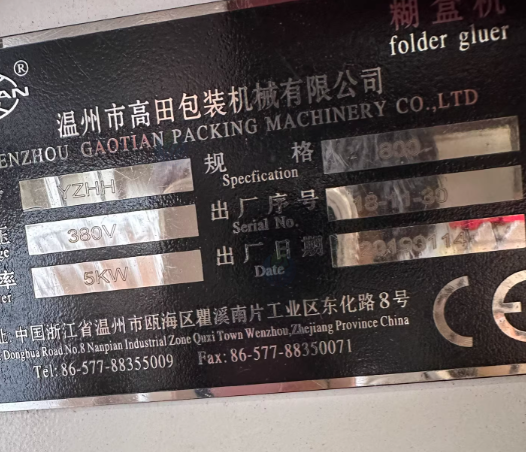 糊盒机
folder gluer
®
温州市高田包装机械有限公司
WENZHOU GAOTIAN PACKING MACHINERY CO.,LTD
YZHH 规 格 800
Specfication
380V 出厂序号
Serial No.
率 5KW 出厂日期
Date
中国浙江省温州市瓯海区瞿溪南片工业区东化路8号
Donghua Road No.8 Nanpian Industrial Zone Quxi Town Wenzhou,Zhejiang Province China
Tel: 86-577-88355009 Fax: 86-577-88350071
CE